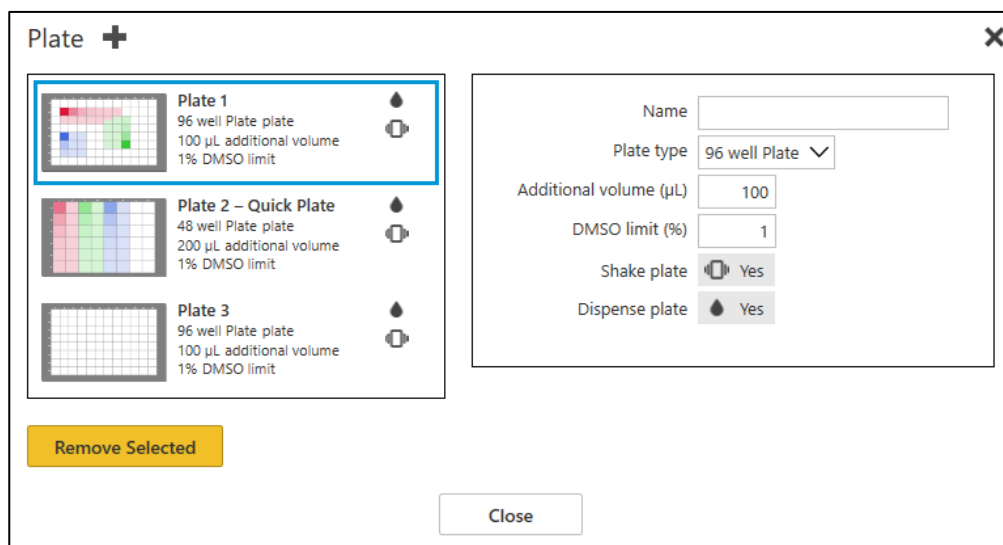 Plate
Plate 1
96 well Plate plate
100 µL additional volume
1% DMSO limit
Plate 2 – Quick Plate
48 well Plate plate
200 µL additional volume
1% DMSO limit
Plate 3
96 well Plate plate
100 µL additional volume
1% DMSO limit
Name
Plate type 96 well Plate
Additional volume (µL) 100
DMSO limit (%) 1
Shake plate Yes
Dispense plate Yes
Remove Selected
Close